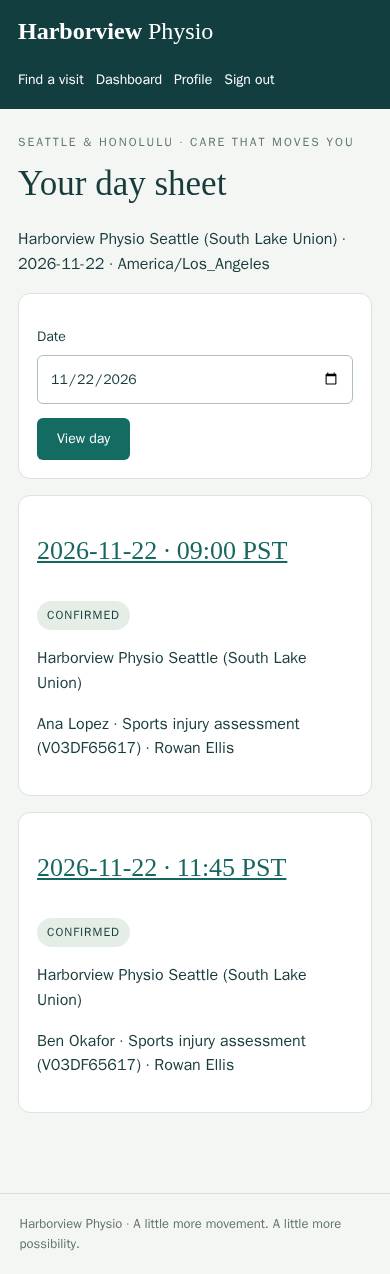 Harborview Physio
Find a visit Dashboard Profile Sign out
SEATTLE & HONOLULU · CARE THAT MOVES YOU
Your day sheet
Harborview Physio Seattle (South Lake Union) ·
2026-11-22 · America/Los_Angeles
Date
11/22/2026
View day
2026-11-22 · 09:00 PST
CONFIRMED
Harborview Physio Seattle (South Lake
Union)
Ana Lopez · Sports injury assessment
(V03DF65617) · Rowan Ellis
2026-11-22 · 11:45 PST
CONFIRMED
Harborview Physio Seattle (South Lake
Union)
Ben Okafor · Sports injury assessment
(V03DF65617) · Rowan Ellis
Harborview Physio · A little more movement. A little more
possibility.